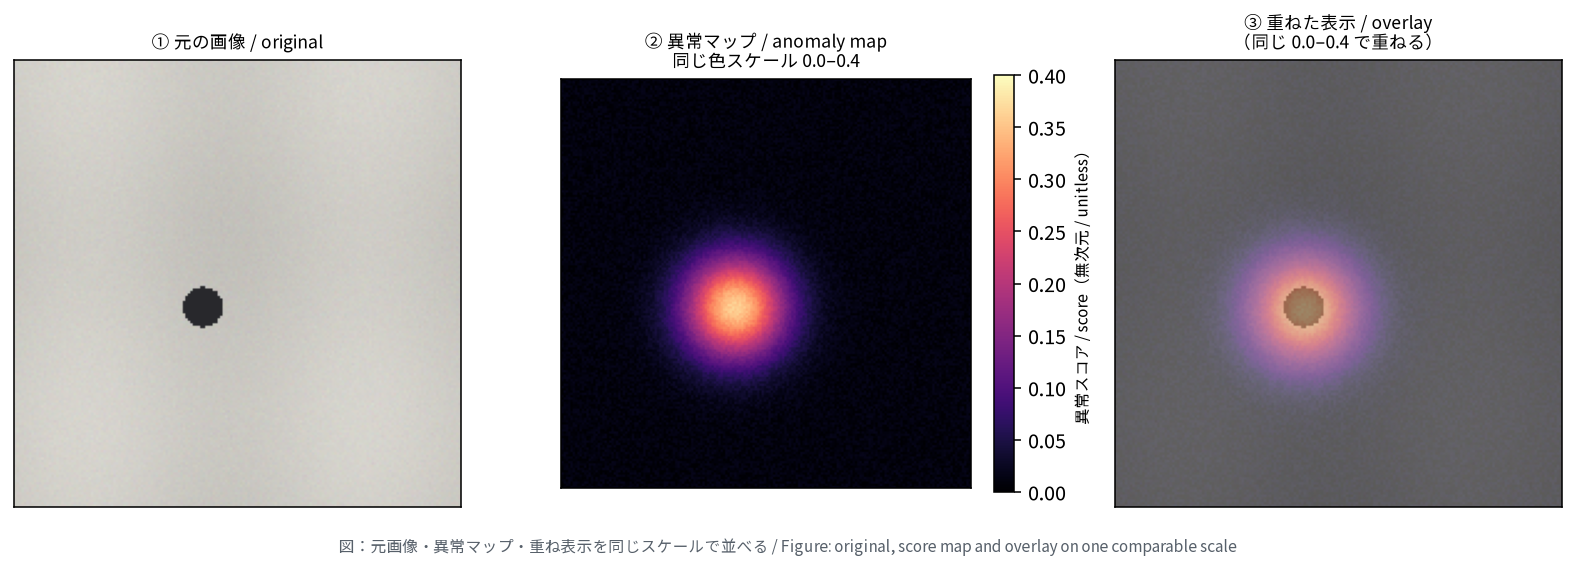 ① 元の画像 / original
② 異常マップ / anomaly map
同じ色スケール 0.0–0.4
0.40
0.35
0.30
0.25
0.20
0.15
0.10
0.05
0.00
異常スコア / score（無次元 / unitless）
③ 重ねた表示 / overlay
（同じ 0.0–0.4 で重ねる）
図：元画像・異常マップ・重ね表示を同じスケールで並べる / Figure: original, score map and overlay on one comparable scale